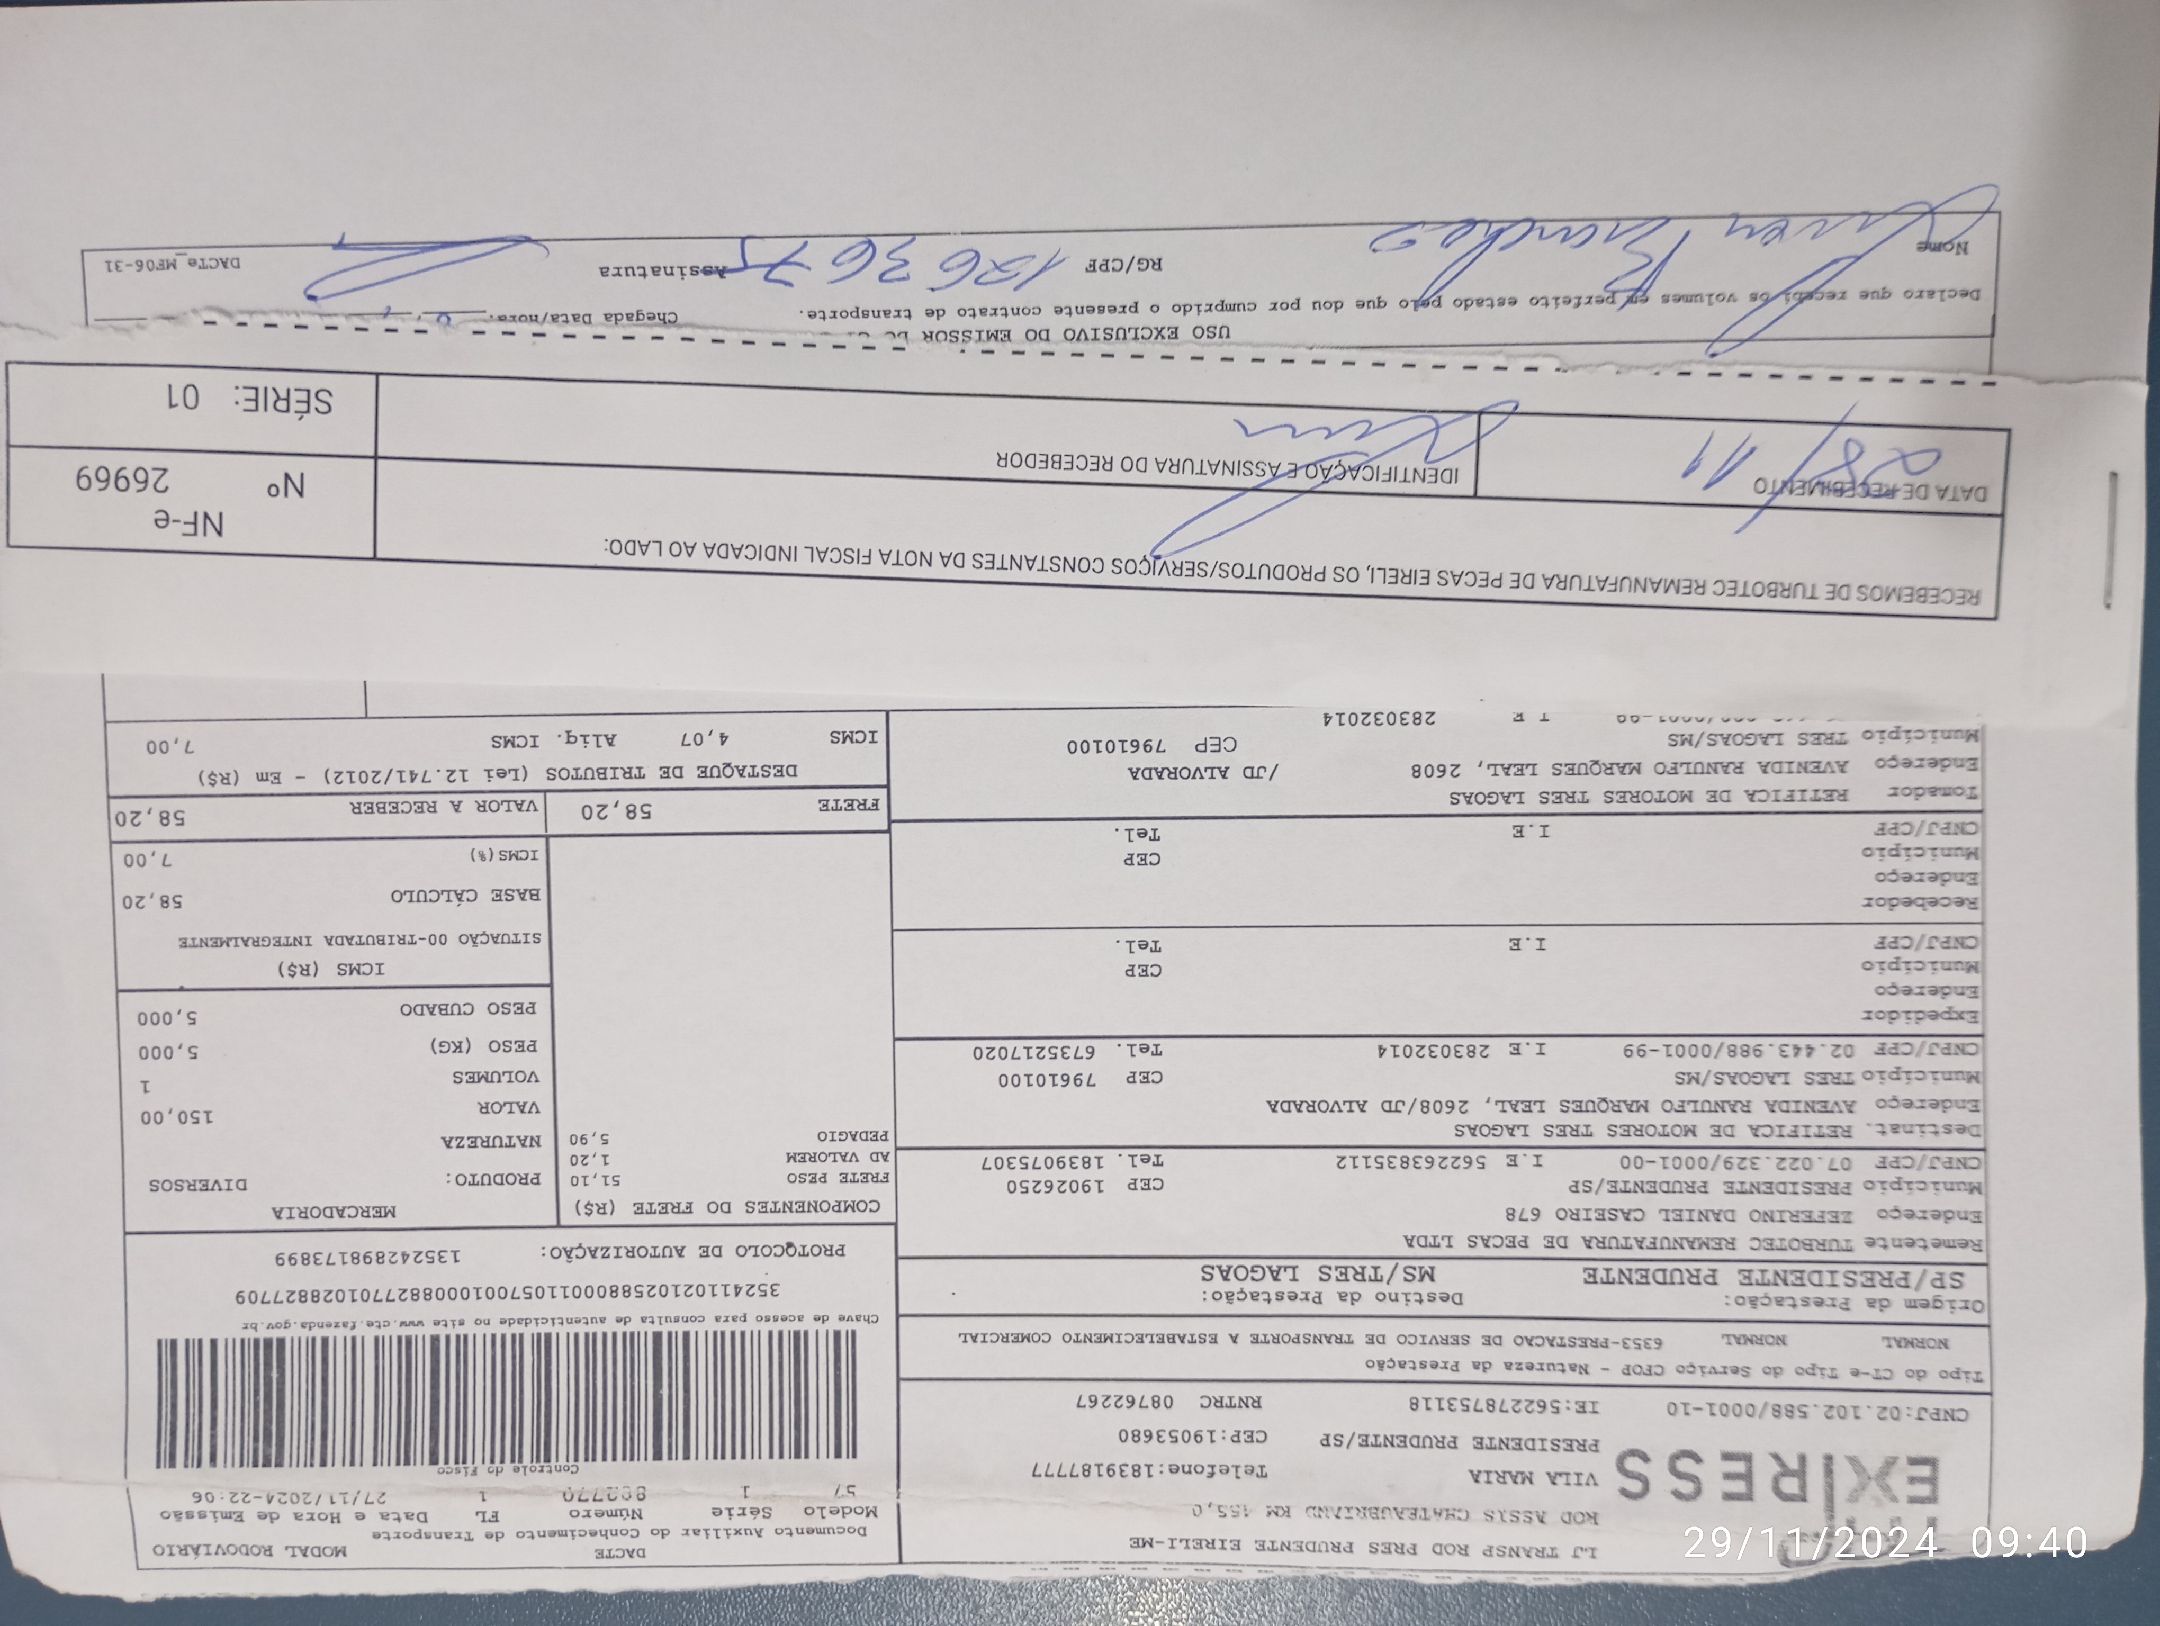 DACTE MODAL RODOVIÁRIO
Documento Auxiliar do Conhecimento de Transporte
Modelo Série Número FL Data e Hora de Emissão
57 1 882770 1 27/11/2024-22:06
Controle do Fisco
Chave de acesso para consulta de autenticidade no site www.cte.fazenda.gov.br
35241102102588000110570010008827701028827709
PROTOCOLO DE AUTORIZAÇÃO: 135242898173899
EXPRESS
LJ TRANSP ROD PRES PRUDENTE EIRELI-ME
ROD ASSIS CHATEAUBRIAND KM 455,0
VILA MARIA Telefone:1839187777
PRESIDENTE PRUDENTE/SP CEP:19053680
CNPJ:02.102.588/0001-10 IE:562278753118 RNTRC 08762267
Tipo do CT-e Tipo do Serviço CFOP - Natureza da Prestação
NORMAL NORMAL 6353-PRESTACAO DE SERVICO DE TRANSPORTE A ESTABELECIMENTO COMERCIAL
Origem da Prestação: Destino da Prestação:
SP/PRESIDENTE PRUDENTE MS/TRES LAGOAS
Remetente TURBOTEC REMANUFATURA DE PECAS LTDA
Endereço ZEFERINO DANIEL CASEIRO 678
Município PRESIDENTE PRUDENTE/SP CEP 19026250
CNPJ/CPF 07.022.329/0001-00 I.E 562263835112 Tel. 1839075307
Destinat. RETIFICA DE MOTORES TRES LAGOAS
Endereço AVENIDA RANULFO MARQUES LEAL, 2608/JD ALVORADA
Município TRES LAGOAS/MS CEP 79610100
CNPJ/CPF 02.443.988/0001-99 I.E 283032014 Tel. 6735217020
Expedidor
Endereço
Município CEP
CNPJ/CPF I.E Tel.
Recebedor
Endereço
Município CEP
CNPJ/CPF I.E Tel.
Tomador RETIFICA DE MOTORES TRES LAGOAS
Endereço AVENIDA RANULFO MARQUES LEAL, 2608 /JD ALVORADA
Município TRES LAGOAS/MS CEP 79610100
283032014
COMPONENTES DO FRETE (R$)
FRETE PESO 51,10
AD VALOREM 1,20
PEDAGIO 5,90
MERCADORIA
PRODUTO: DIVERSOS
NATUREZA
VALOR 150,00
VOLUMES 1
PESO (KG) 5,000
PESO CUBADO 5,000
ICMS (R$)
SITUAÇÃO 00-TRIBUTADA INTEGRALMENTE
BASE CÁLCULO 58,20
ICMS(%) 7,00
FRETE 58,20 VALOR A RECEBER 58,20
DESTAQUE DE TRIBUTOS (Lei 12.741/2012) - Em (R$)
ICMS 4,07 Aliq. ICMS 7,00
RECEBEMOS DE TURBOTEC REMANUFATURA DE PECAS EIRELI, OS PRODUTOS/SERVIÇOS CONSTANTES DA NOTA FISCAL INDICADA AO LADO:
NF-e
Nº 26969
SÉRIE: 01
DATA DE RECEBIMENTO
28/11
IDENTIFICAÇÃO E ASSINATURA DO RECEBEDOR
USO EXCLUSIVO DO EMISSOR
Declaro que recebi os volumes em perfeito estado pelo que dou por cumprido o presente contrato de transporte. Chegada Data/hora.
Nome RG/CPF Assinatura
DACTe_MF06-31
29/11/2024 09:40